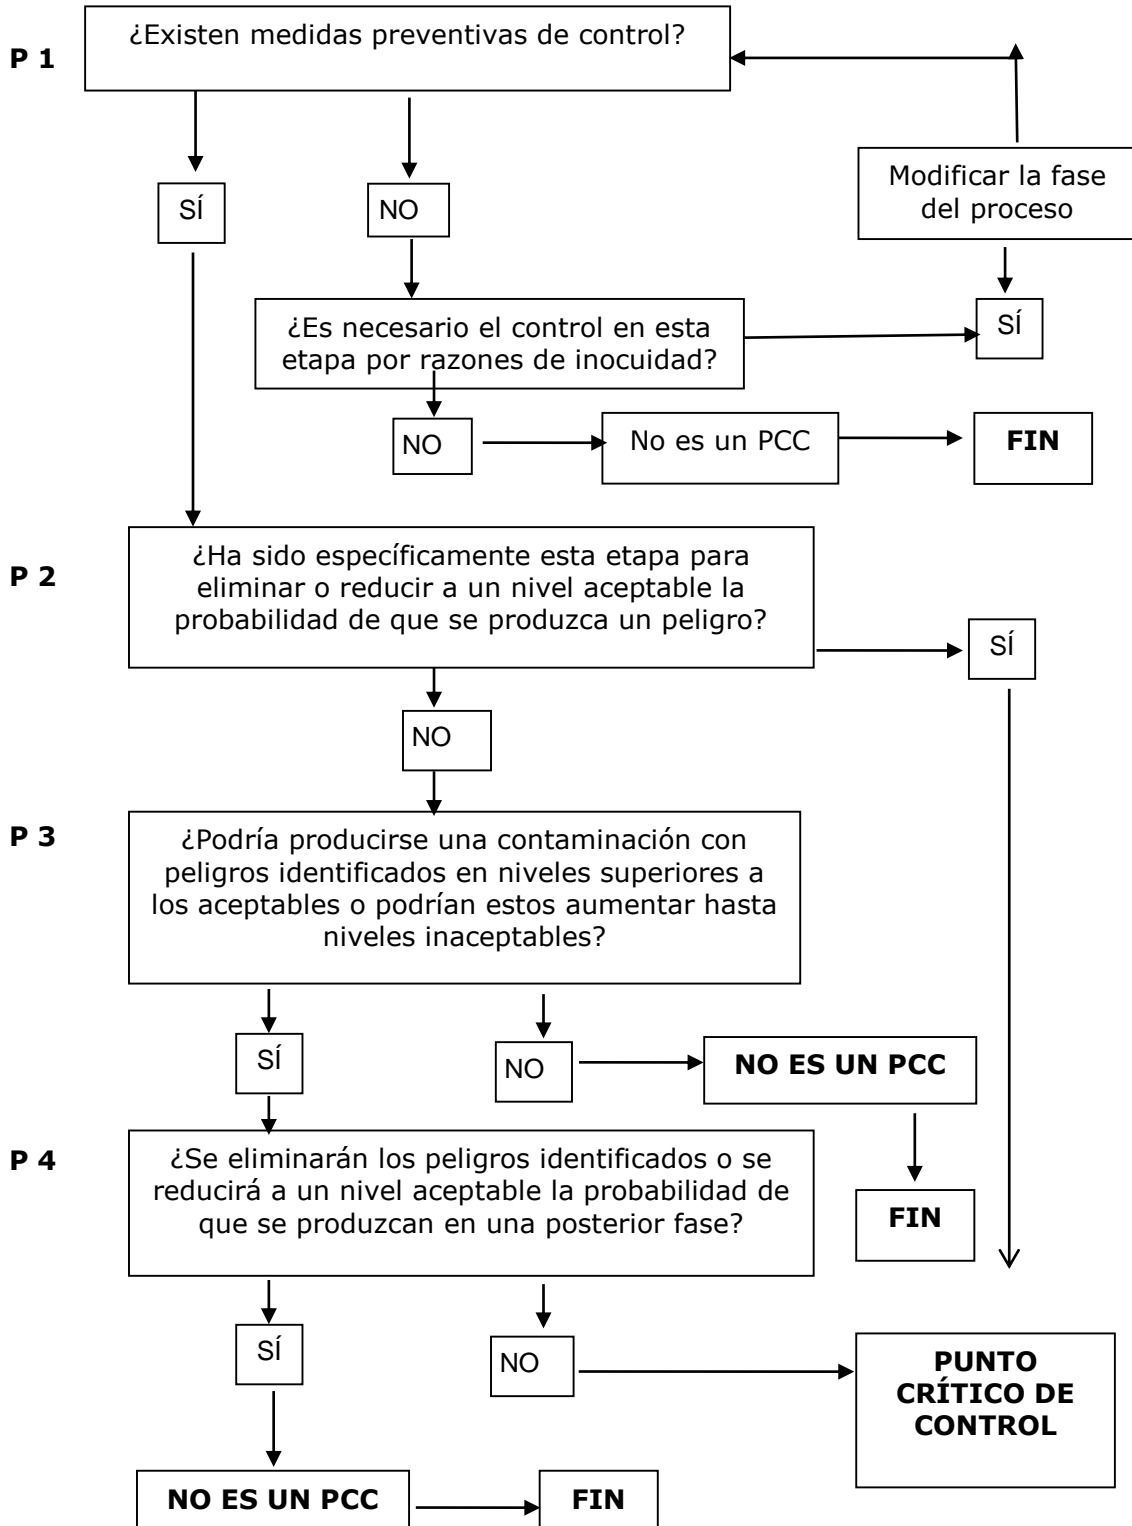 P 1
¿Existen medidas preventivas de control?
SÍ
NO
Modificar la fase
del proceso
¿Es necesario el control en esta
etapa por razones de inocuidad?
SÍ
NO
No es un PCC
FIN
P 2
¿Ha sido específicamente esta etapa para
eliminar o reducir a un nivel aceptable la
probabilidad de que se produzca un peligro?
SÍ
NO
P 3
¿Podría producirse una contaminación con
peligros identificados en niveles superiores a
los aceptables o podrían estos aumentar hasta
niveles inaceptables?
SÍ
NO
NO ES UN PCC
FIN
P 4
¿Se eliminarán los peligros identificados o se
reducirá a un nivel aceptable la probabilidad de
que se produzcan en una posterior fase?
SÍ
NO
PUNTO
CRÍTICO DE
CONTROL
NO ES UN PCC
FIN